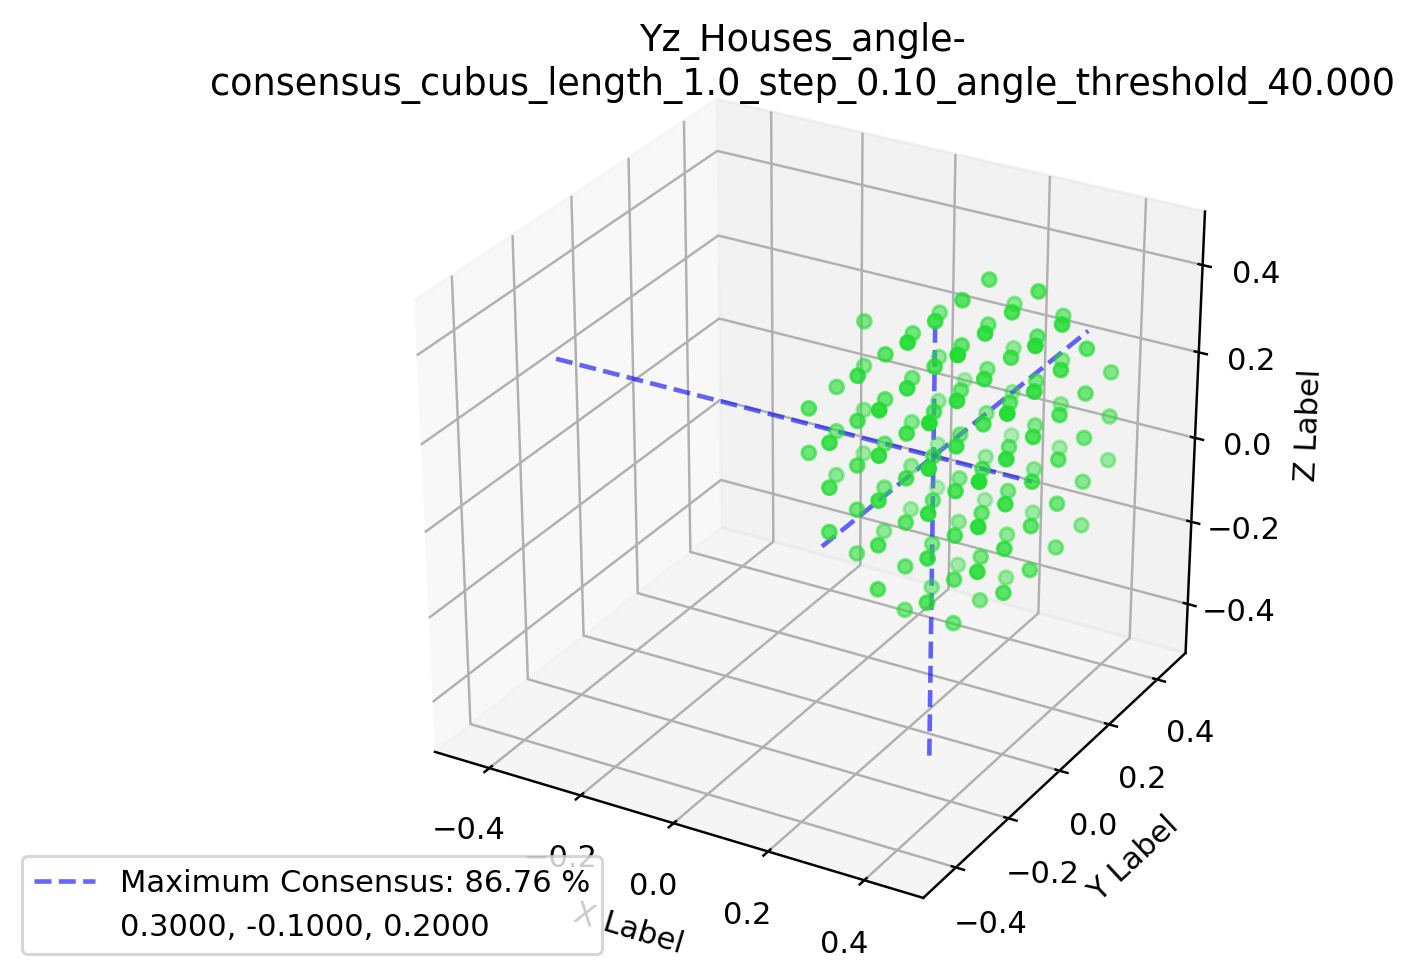 Yz_Houses_angle-
consensus_cubus_length_1.0_step_0.10_angle_threshold_40.000
0.4
0.2
0.0
−0.2
−0.4
Z Label
0.4
0.2
0.0
−0.2
−0.4
Y Label
−0.4
−0.2
0.0
0.2
0.4
X Label
Maximum Consensus: 86.76 %
0.3000, -0.1000, 0.2000